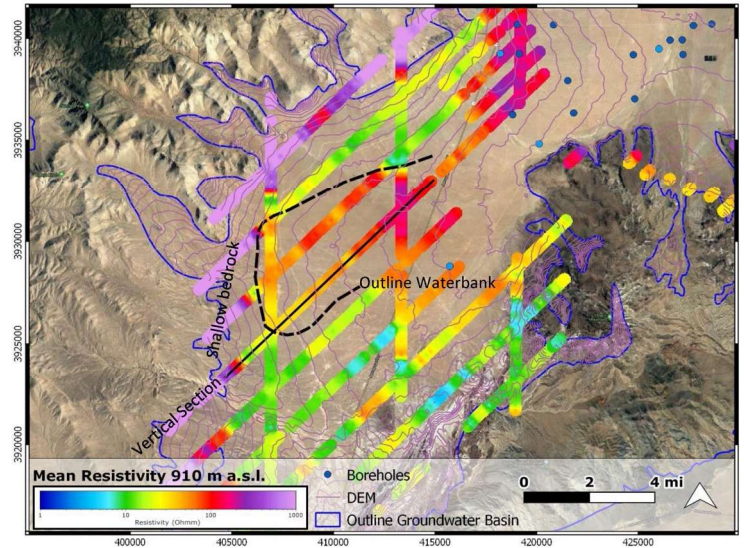 3940000
3935000
3930000
3925000
3920000
Shallow bedrock
Outline Waterbank
Vertical Section
Mean Resistivity 910 m a.s.l.
1
10
100
1000
Resistivity (Ohmm)
Boreholes
DEM
Outline Groundwater Basin
0
2
4 mi
400000
405000
410000
415000
420000
425000